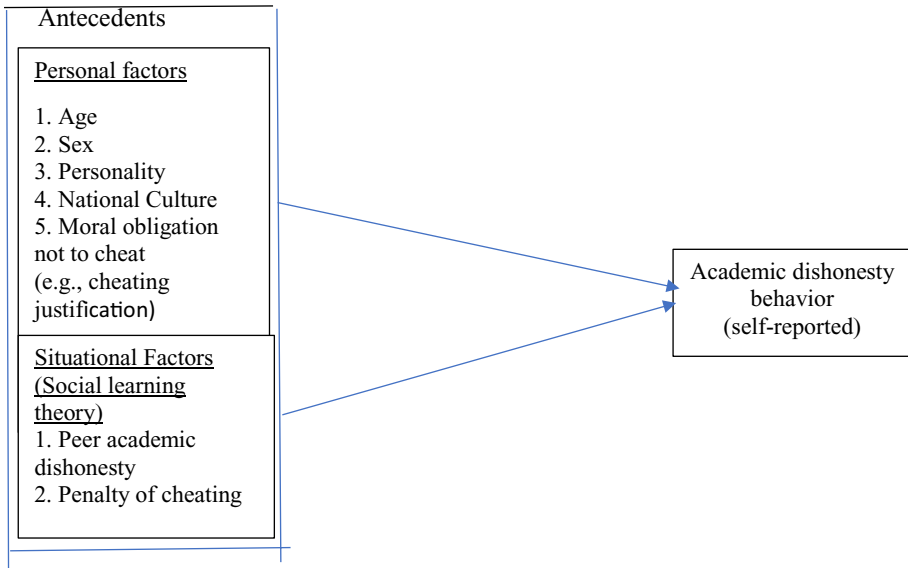 Antecedents
Personal factors
1. Age
2. Sex
3. Personality
4. National Culture
5. Moral obligation
not to cheat
(e.g., cheating
justification)
Situational Factors
(Social learning
theory)
1. Peer academic
dishonesty
2. Penalty of cheating
Academic dishonesty
behavior
(self-reported)